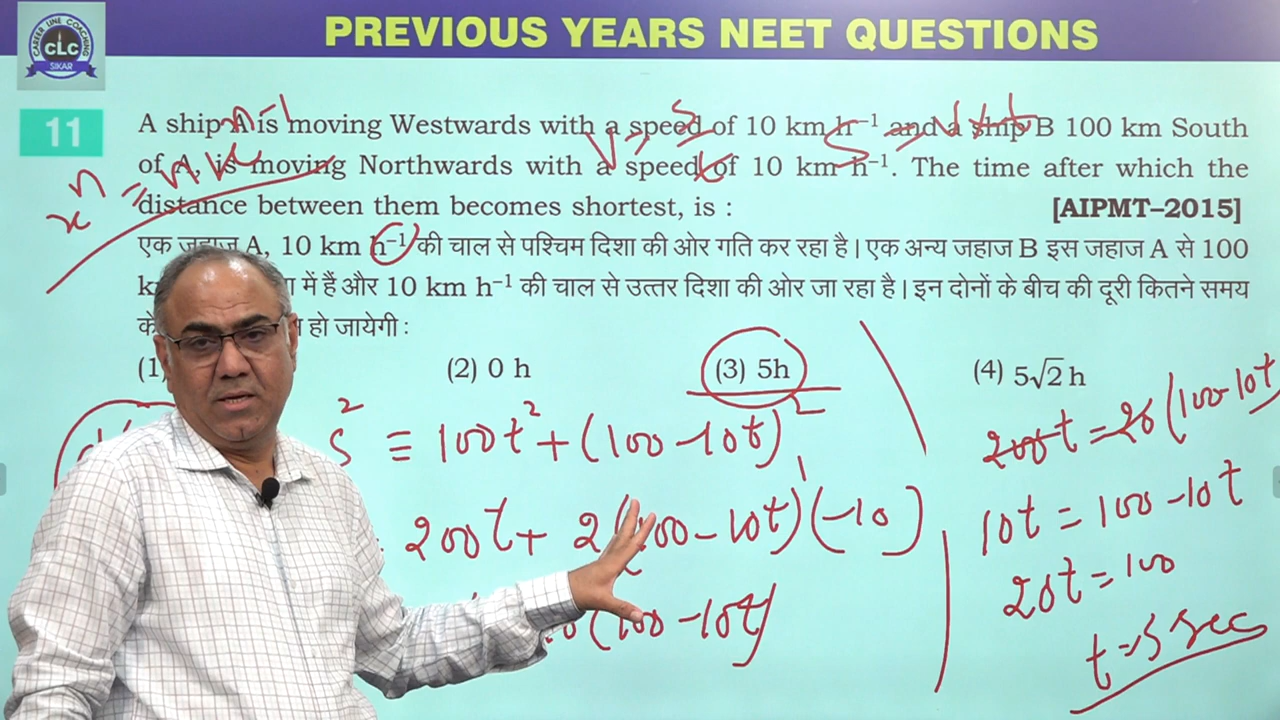 PREVIOUS YEARS NEET QUESTIONS
CAREER LINE COACHING
CLC
SIKAR
11
A ship A is moving Westwards with a speed of 10 km h⁻¹ and a ship B 100 km South
of A, is moving Northwards with a speed of 10 km h⁻¹. The time after which the
distance between them becomes shortest, is :
[AIPMT–2015]
एक जहाज A, 10 km h⁻¹ की चाल से पश्चिम दिशा की ओर गति कर रहा है। एक अन्य जहाज B इस जहाज A से 100
में हैं और 10 km h⁻¹ की चाल से उत्तर दिशा की ओर जा रहा है। इन दोनों के बीच की दूरी कितने समय
के हो जायेगी :
(1)
(2) 0 h
(3) 5h
(4) 5√2 h
S² ≡ 100t² + (100 - 10t)²
200t + 2(100 - 10t)¹(-10)
(100 - 10t)
200t = 20(100-10t)
10t = 100 - 10t
20t = 100
t = 5 sec